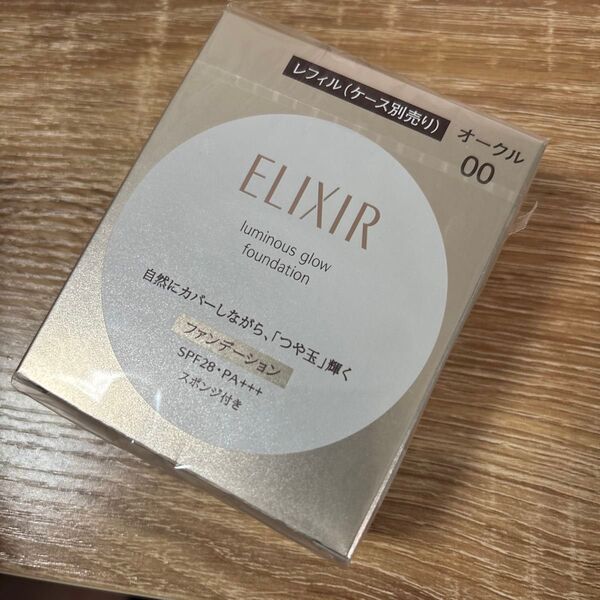 レフィル(ケース別売り)
オークル
00
ELIXIR
luminous glow
foundation
自然にカバーしながら、「つや玉」輝く
ファンデーション
SPF28・PA+++
スポンジ付き